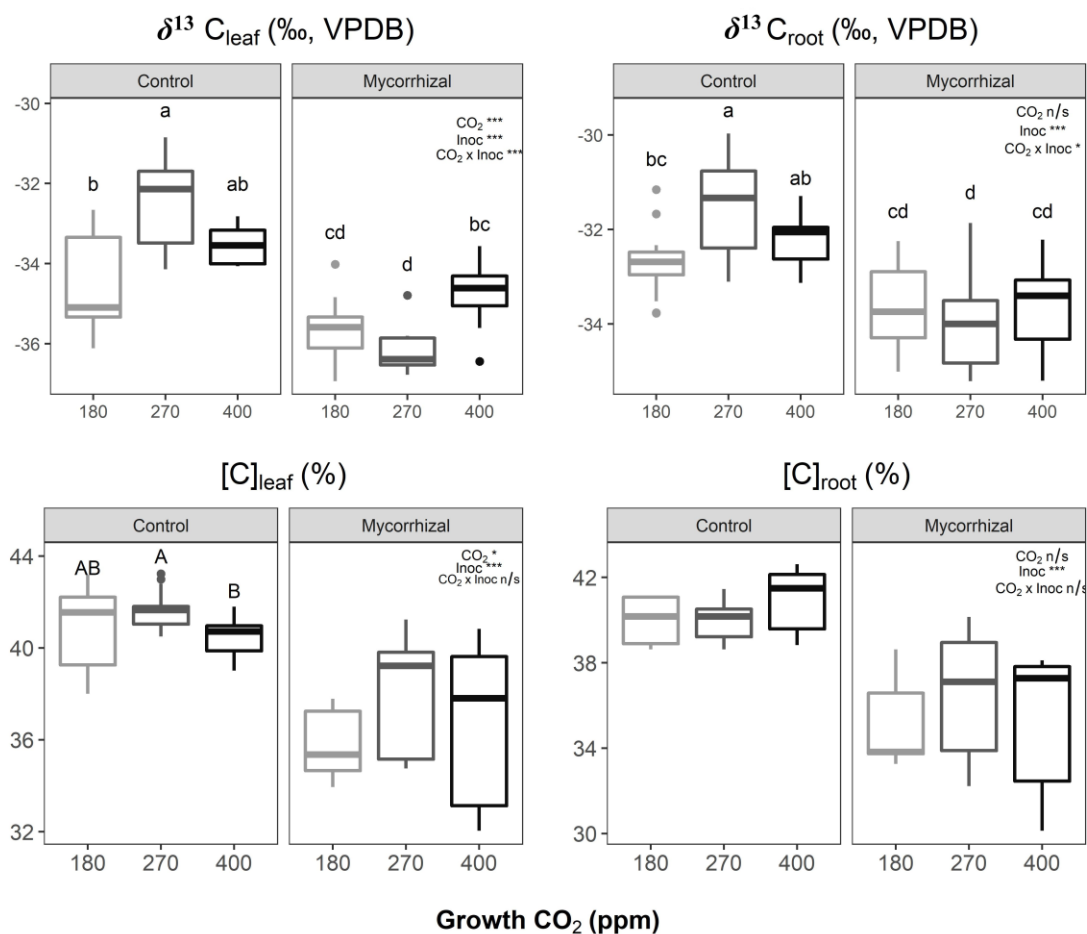 δ¹³ C_leaf (‰, VPDB)
Control
Mycorrhizal
-30
-32
-34
-36
b
a
ab
cd
d
bc
CO₂ ***
Inoc ***
CO₂ x Inoc ***
180
270
400
180
270
400
δ¹³ C_root (‰, VPDB)
Control
Mycorrhizal
-30
-32
-34
bc
a
ab
cd
d
cd
CO₂ n/s
Inoc ***
CO₂ x Inoc *
180
270
400
180
270
400
[C]_leaf (%)
Control
Mycorrhizal
44
40
36
32
AB
A
B
CO₂ *
Inoc ***
CO₂ x Inoc n/s
180
270
400
180
270
400
[C]_root (%)
Control
Mycorrhizal
42
38
34
30
CO₂ n/s
Inoc ***
CO₂ x Inoc n/s
180
270
400
180
270
400
Growth CO₂ (ppm)